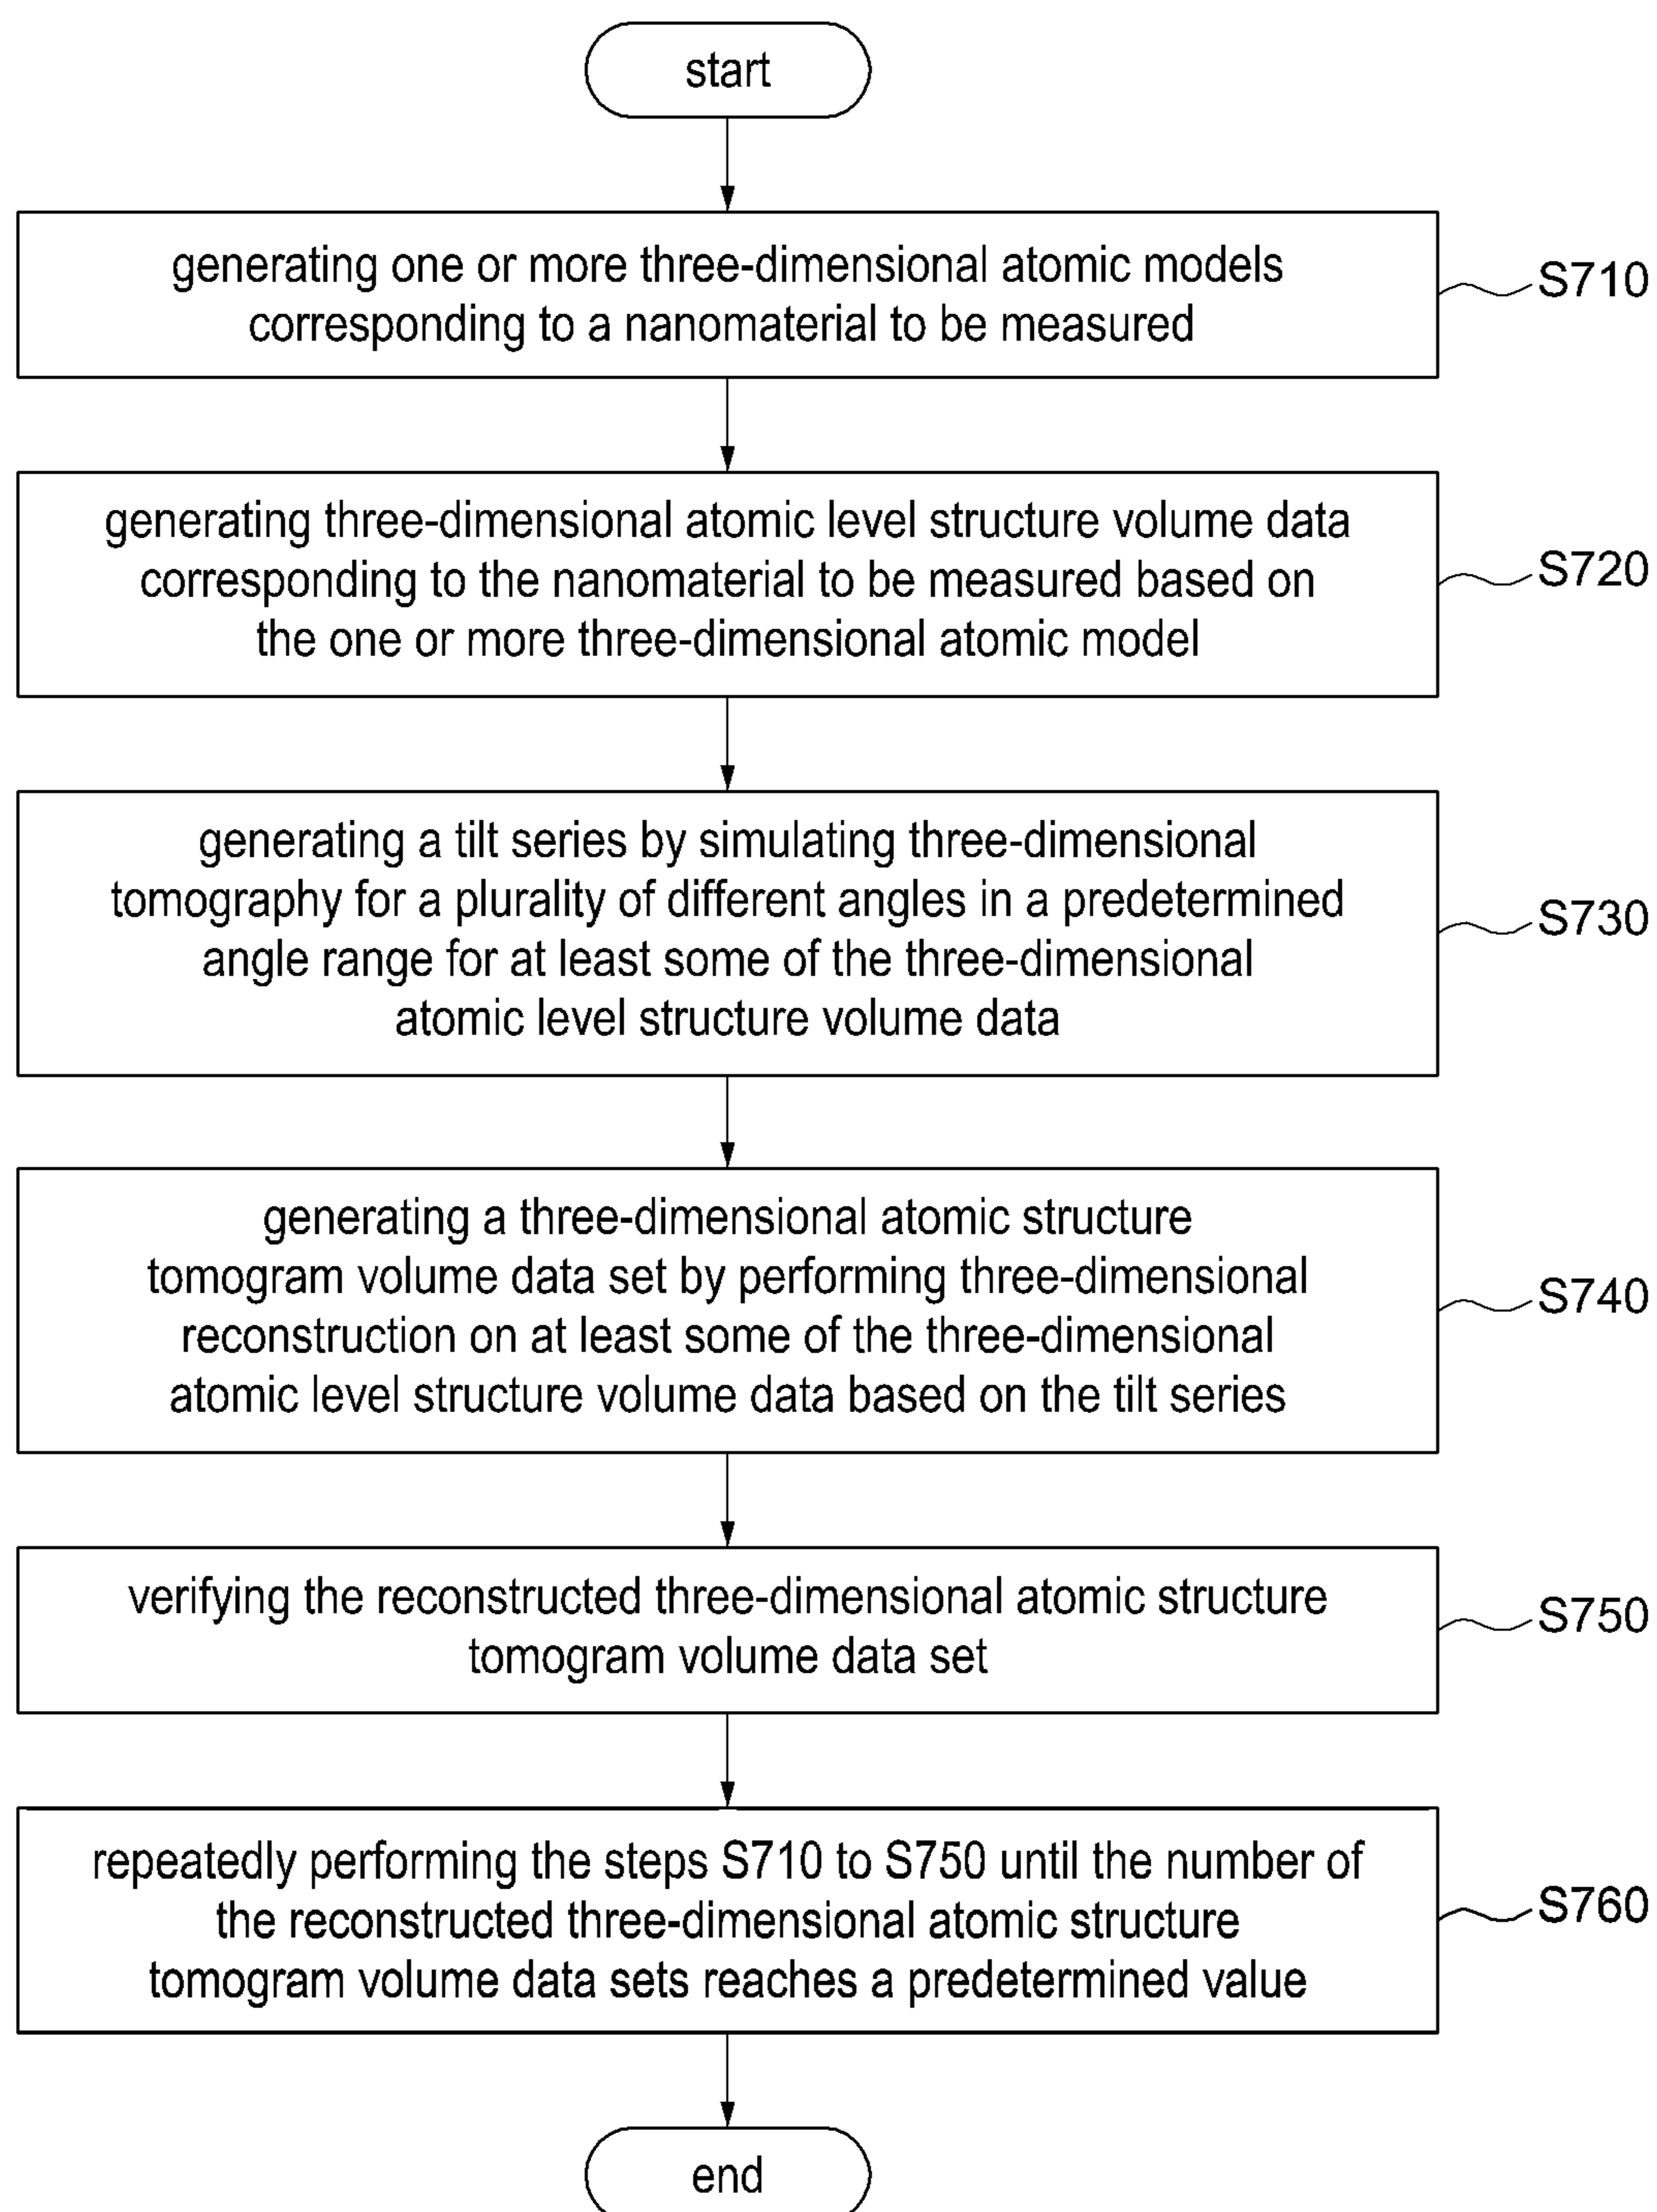 start
generating one or more three-dimensional atomic models
corresponding to a nanomaterial to be measured
S710
generating three-dimensional atomic level structure volume data
corresponding to the nanomaterial to be measured based on
the one or more three-dimensional atomic model
S720
generating a tilt series by simulating three-dimensional
tomography for a plurality of different angles in a predetermined
angle range for at least some of the three-dimensional
atomic level structure volume data
S730
generating a three-dimensional atomic structure
tomogram volume data set by performing three-dimensional
reconstruction on at least some of the three-dimensional
atomic level structure volume data based on the tilt series
S740
verifying the reconstructed three-dimensional atomic structure
tomogram volume data set
S750
repeatedly performing the steps S710 to S750 until the number of
the reconstructed three-dimensional atomic structure
tomogram volume data sets reaches a predetermined value
S760
end